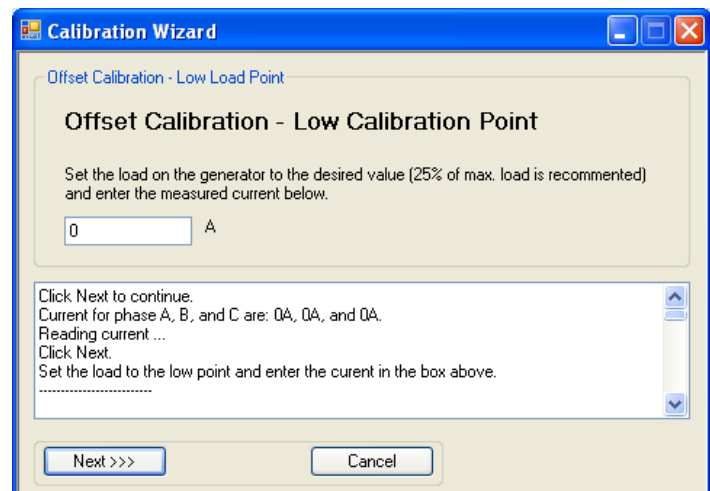 Calibration Wizard
Offset Calibration - Low Load Point
Offset Calibration - Low Calibration Point
Set the load on the generator to the desired value (25% of max. load is recommented)
and enter the measured current below.
0 A
Click Next to continue.
Current for phase A, B, and C are: 0A, 0A, and 0A.
Reading current ...
Click Next.
Set the load to the low point and enter the curent in the box above.
--------------------------
Next >>> Cancel